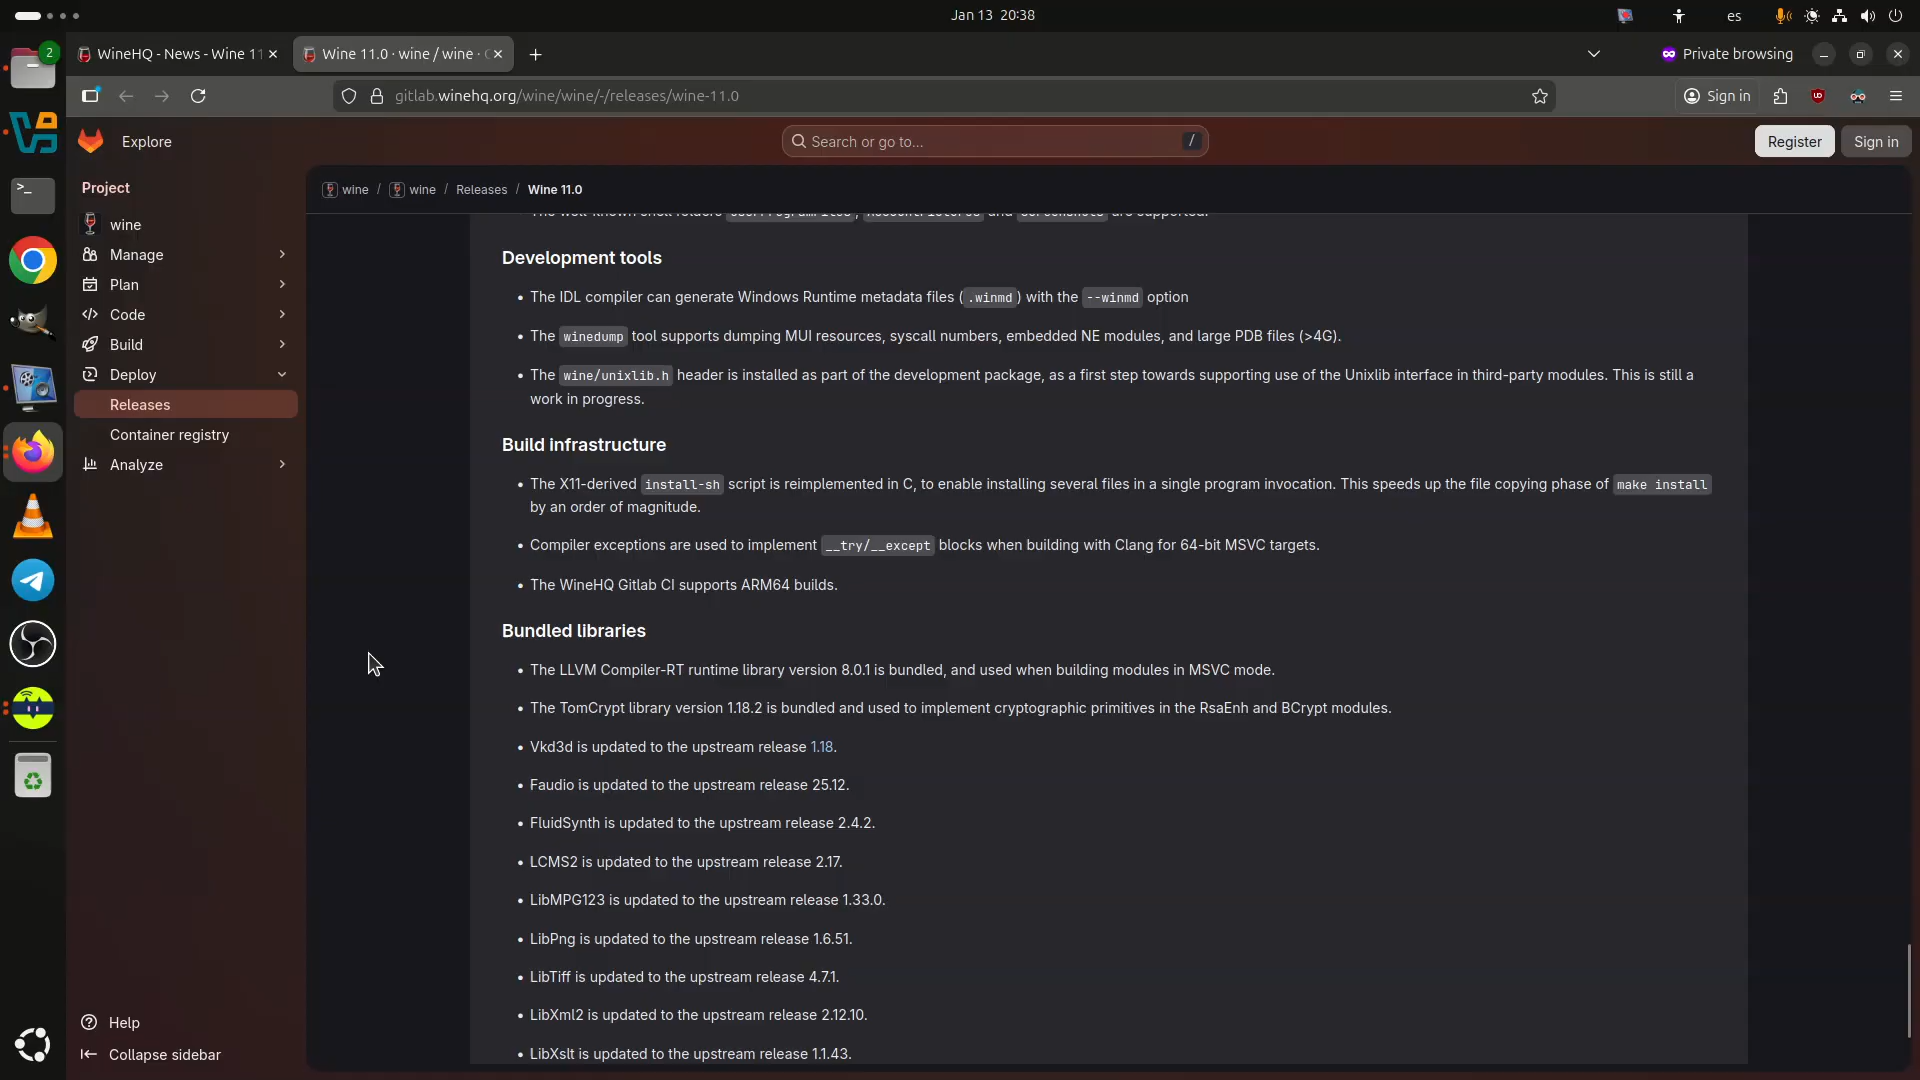 Jan 13 20:38
es
2
WineHQ - News - Wine 11
Wine 11.0 · wine / wine ·
Private browsing
gitlab.winehq.org/wine/wine/-/releases/wine-11.0
Sign in
Explore
Search or go to...
/
Register
Sign in
Project
wine
Manage
Plan
Code
Build
Deploy
Releases
Container registry
Analyze
Help
Collapse sidebar
wine / wine / Releases / Wine 11.0
Development tools
• The IDL compiler can generate Windows Runtime metadata files (.winmd) with the --winmd option
• The winedump tool supports dumping MUI resources, syscall numbers, embedded NE modules, and large PDB files (>4G).
• The wine/unixlib.h header is installed as part of the development package, as a first step towards supporting use of the Unixlib interface in third-party modules. This is still a
work in progress.
Build infrastructure
• The X11-derived install-sh script is reimplemented in C, to enable installing several files in a single program invocation. This speeds up the file copying phase of make install
by an order of magnitude.
• Compiler exceptions are used to implement __try/__except blocks when building with Clang for 64-bit MSVC targets.
• The WineHQ Gitlab CI supports ARM64 builds.
Bundled libraries
• The LLVM Compiler-RT runtime library version 8.0.1 is bundled, and used when building modules in MSVC mode.
• The TomCrypt library version 1.18.2 is bundled and used to implement cryptographic primitives in the RsaEnh and BCrypt modules.
• Vkd3d is updated to the upstream release 1.18.
• Faudio is updated to the upstream release 25.12.
• FluidSynth is updated to the upstream release 2.4.2.
• LCMS2 is updated to the upstream release 2.17.
• LibMPG123 is updated to the upstream release 1.33.0.
• LibPng is updated to the upstream release 1.6.51.
• LibTiff is updated to the upstream release 4.7.1.
• LibXml2 is updated to the upstream release 2.12.10.
• LibXslt is updated to the upstream release 1.1.43.